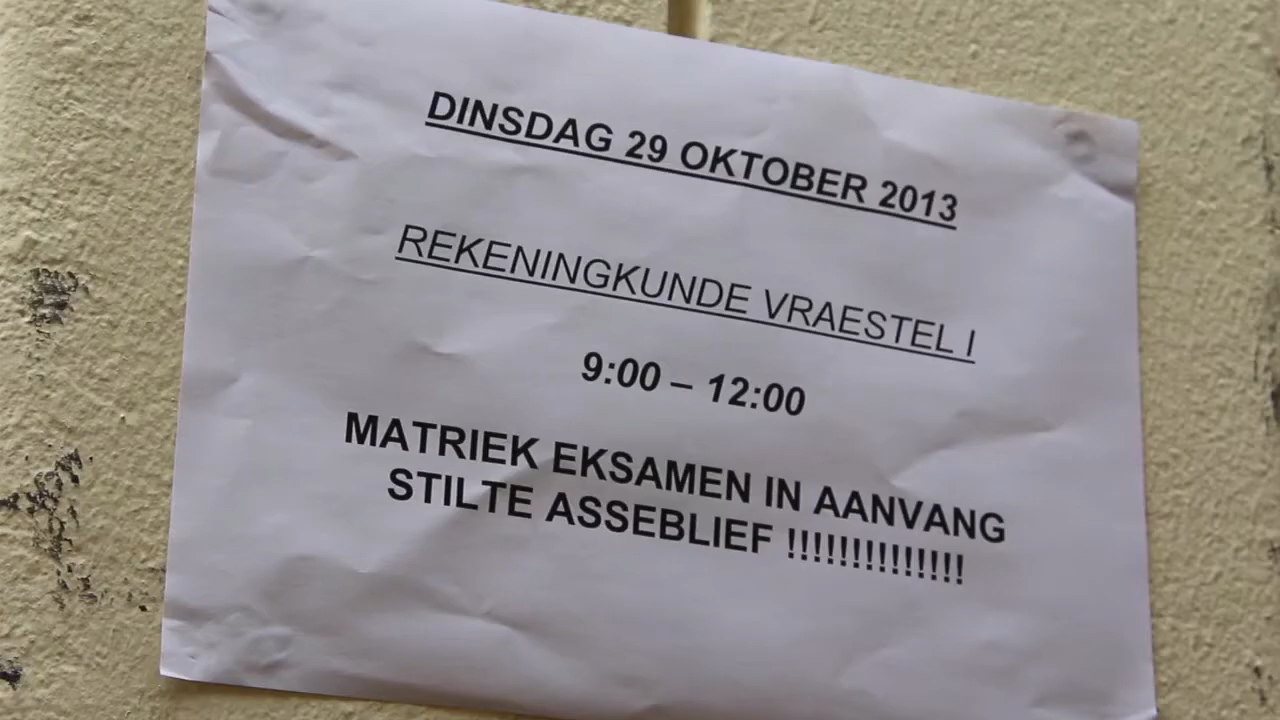 DINSDAG 29 OKTOBER 2013
REKENINGKUNDE VRAESTEL I
9:00 – 12:00
MATRIEK EKSAMEN IN AANVANG
STILTE ASSEBLIEF !!!!!!!!!!!!!!